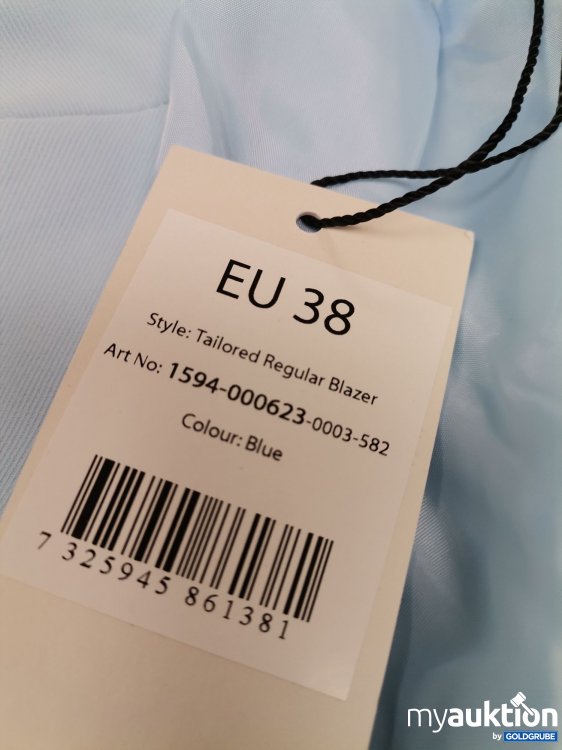 EU 38
Style: Tailored Regular Blazer
Art No: 1594-000623-0003-582
Colour: Blue
7 325945 861381
myauktion
by GOLDGRUBE